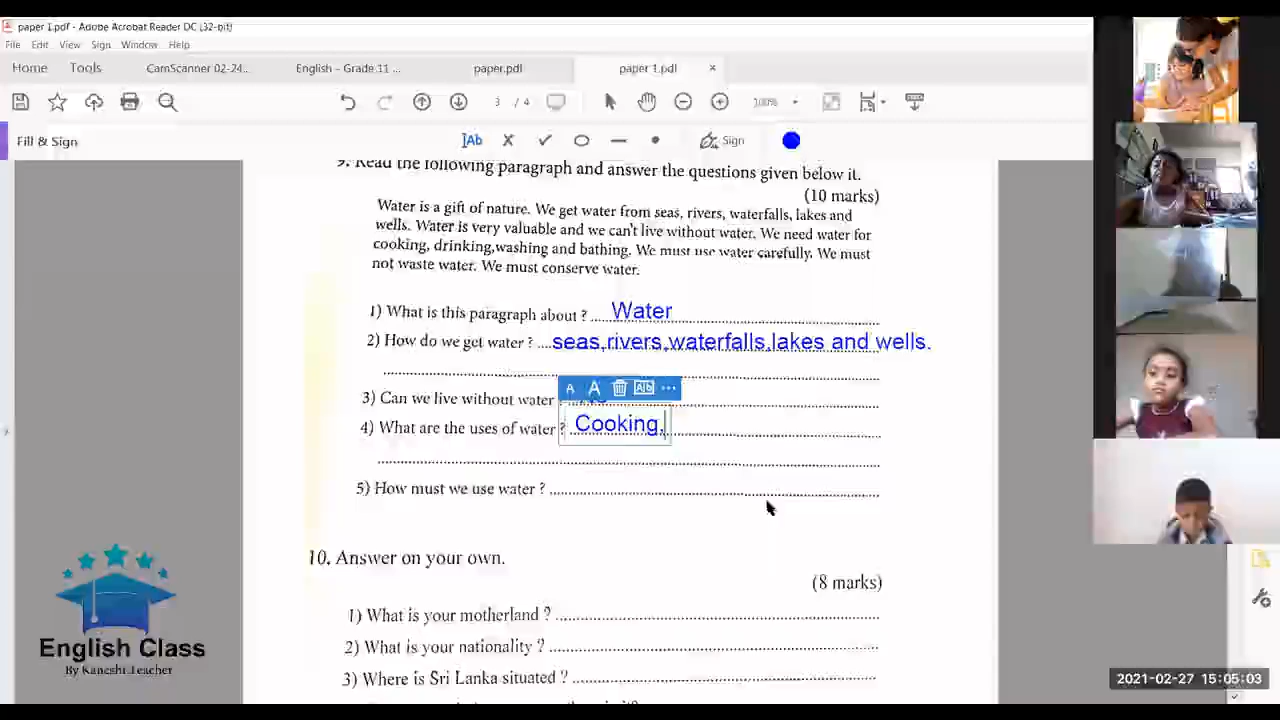 paper 1.pdf - Adobe Acrobat Reader DC (32-bit)
File Edit View Sign Window Help
Home Tools CamScanner 02-24... English - Grade 11 ... paper.pdf paper 1.pdf ×
3 / 4 100%
Fill & Sign
Ab Sign
9. Read the following paragraph and answer the questions given below it.
(10 marks)
Water is a gift of nature. We get water from seas, rivers, waterfalls, lakes and
wells. Water is very valuable and we can't live without water. We need water for
cooking, drinking,washing and bathing. We must use water carefully. We must
not waste water. We must conserve water.
1) What is this paragraph about ? Water
2) How do we get water ? seas,rivers,waterfalls,lakes and wells.
A A Ab ...
3) Can we live without water
4) What are the uses of water ? Cooking,
5) How must we use water ?
10. Answer on your own.
(8 marks)
1) What is your motherland ?
2) What is your nationality ?
3) Where is Sri Lanka situated ?
English Class
By Kaneshi Teacher
2021-02-27 15:05:03